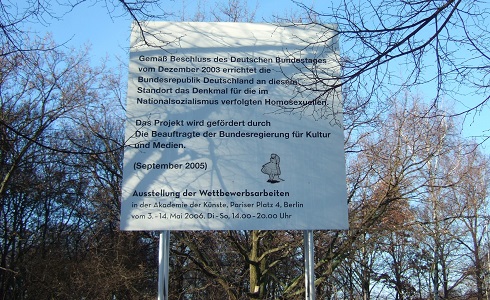 Gemäß Beschluss des Deutschen Bundestages
vom Dezember 2003 errichtet die
Bundesrepublik Deutschland an diesem
Standort das Denkmal für die im
Nationalsozialismus verfolgten Homosexuellen.
Das Projekt wird gefördert durch
Die Beauftragte der Bundesregierung für Kultur
und Medien.
(September 2005)
Ausstellung der Wettbewerbsarbeiten
in der Akademie der Künste, Pariser Platz 4, Berlin
vom 3.-14. Mai 2006, Di-So, 14.00-20.00 Uhr